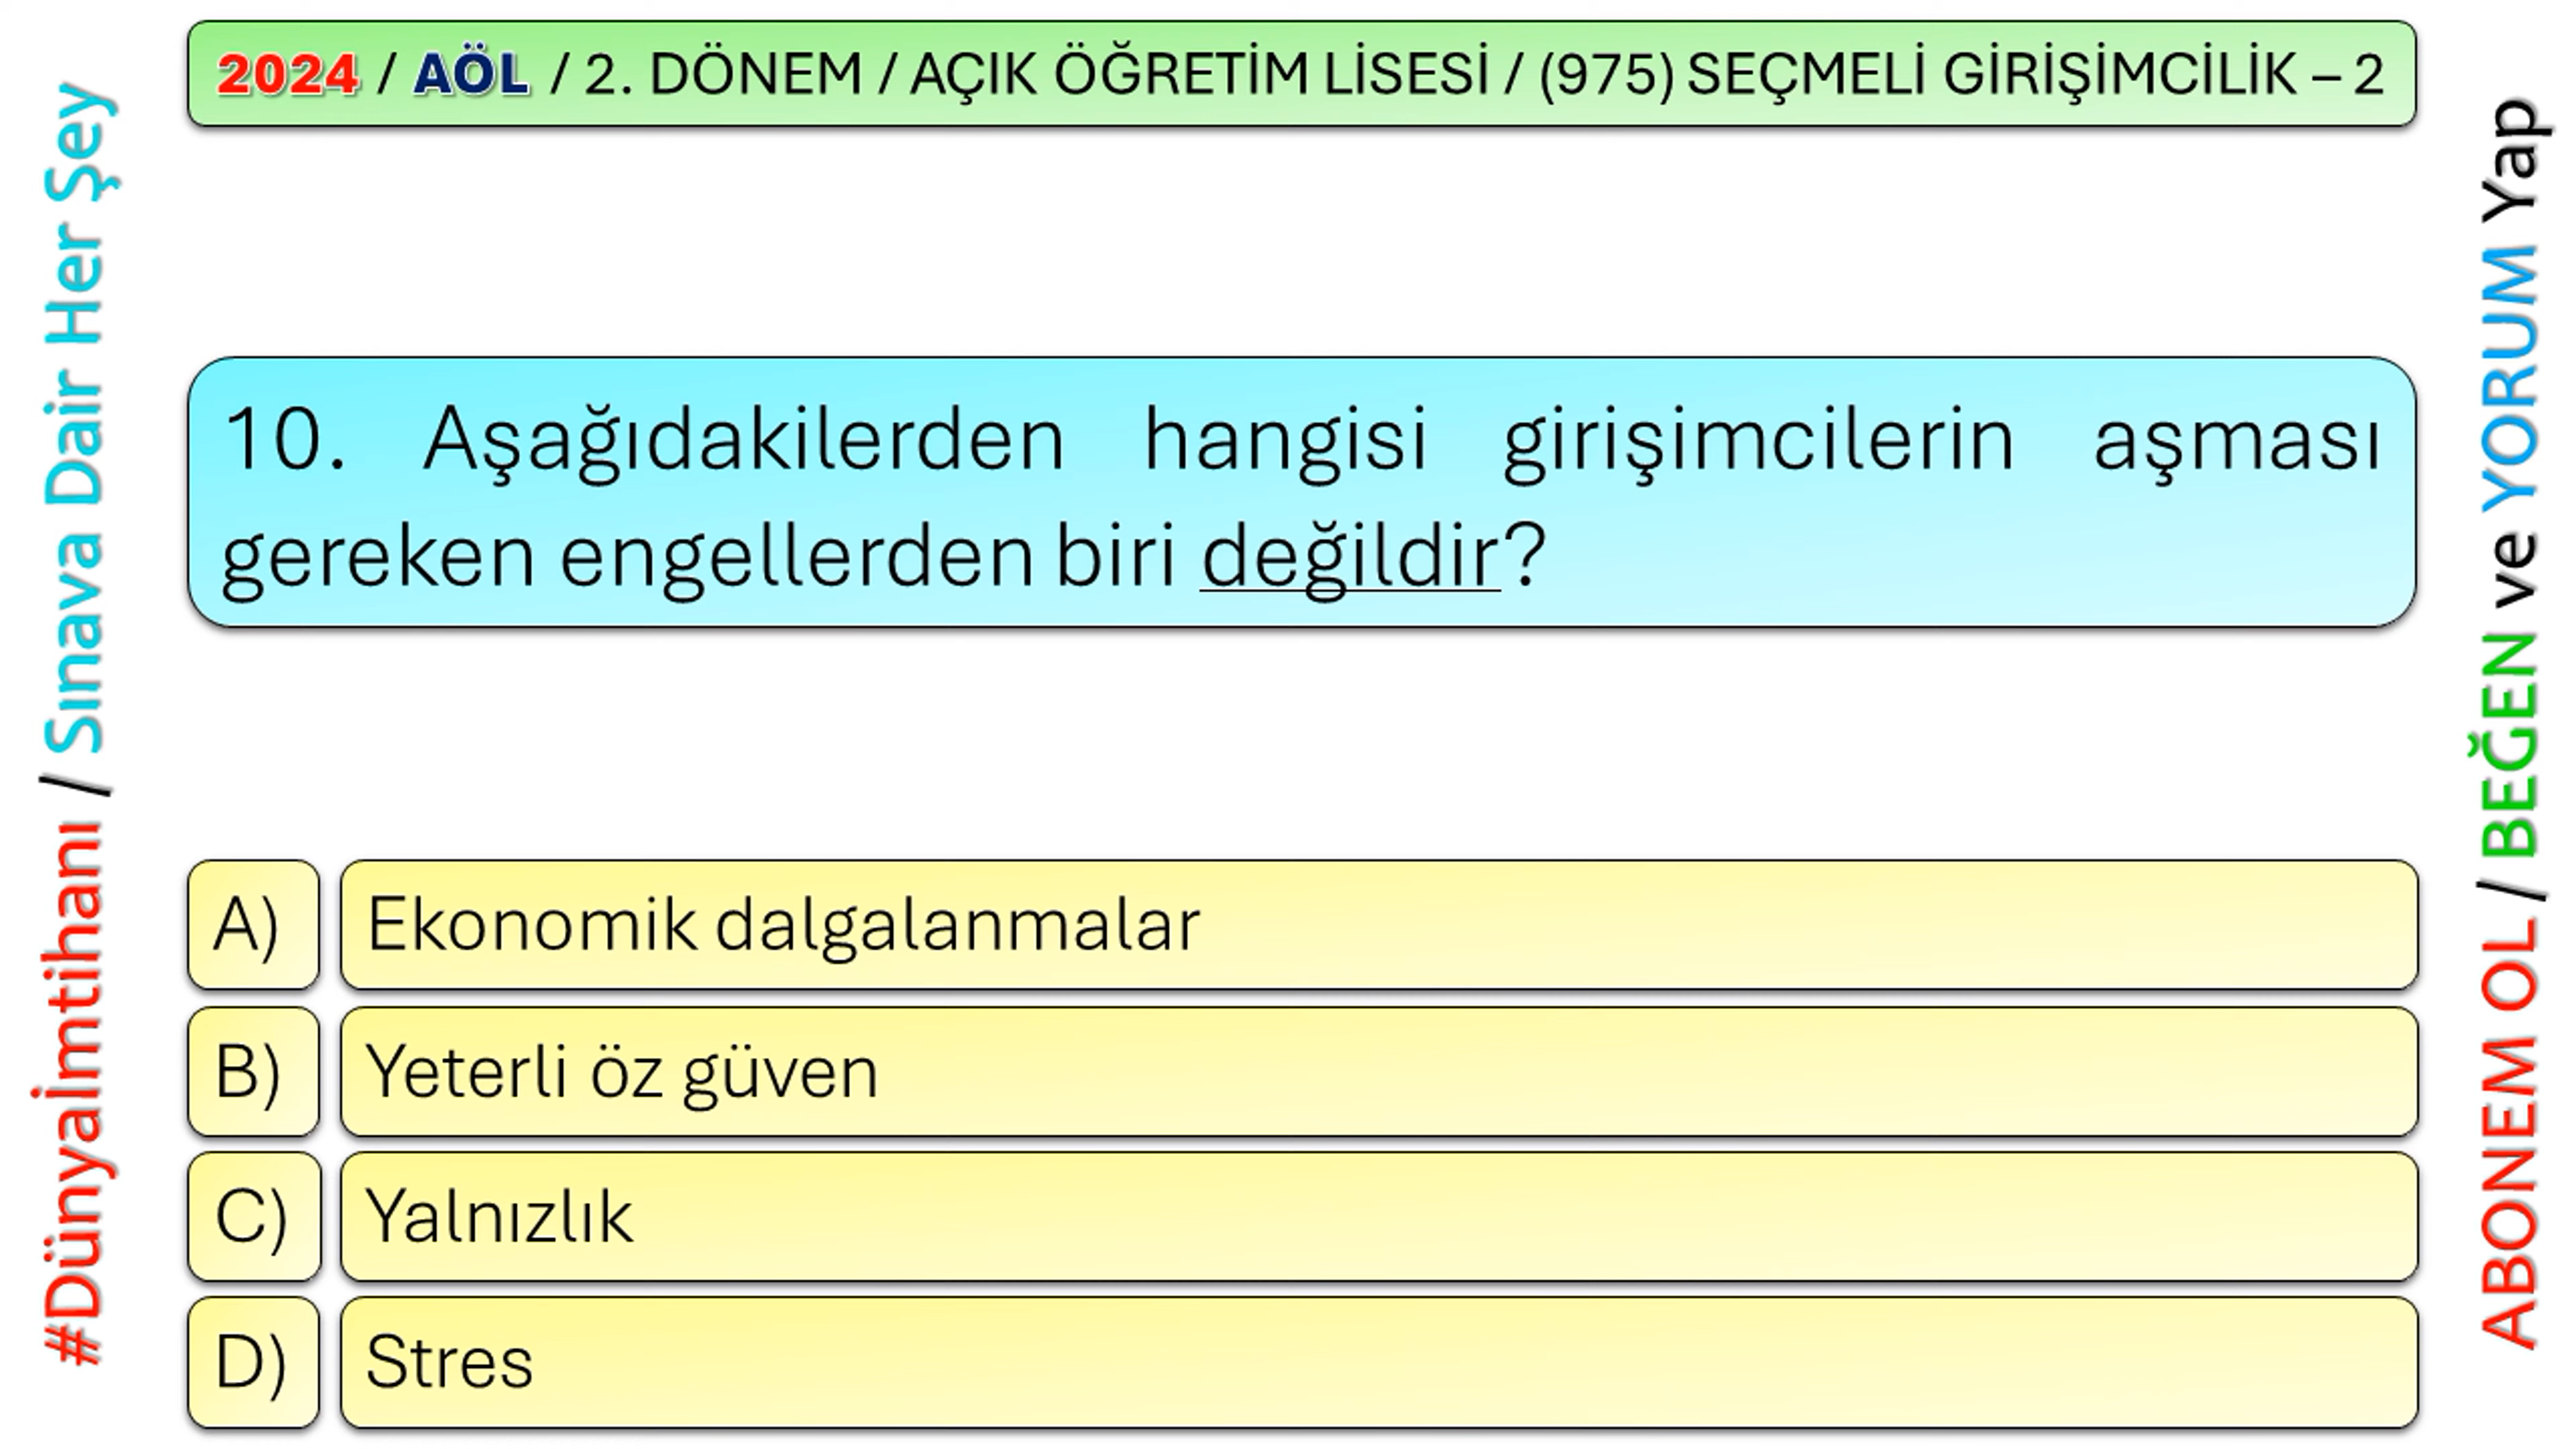 2024 / AÖL / 2. DÖNEM / AÇIK ÖĞRETİM LİSESİ / (975) SEÇMELİ GİRİŞİMCİLİK – 2
#Dünyaİmtihanı / Sınava Dair Her Şey
10. Aşağıdakilerden hangisi girişimcilerin aşması
gereken engellerden biri değildir?
A) Ekonomik dalgalanmalar
B) Yeterli öz güven
C) Yalnızlık
D) Stres
ABONEM OL / BEĞEN ve YORUM Yap